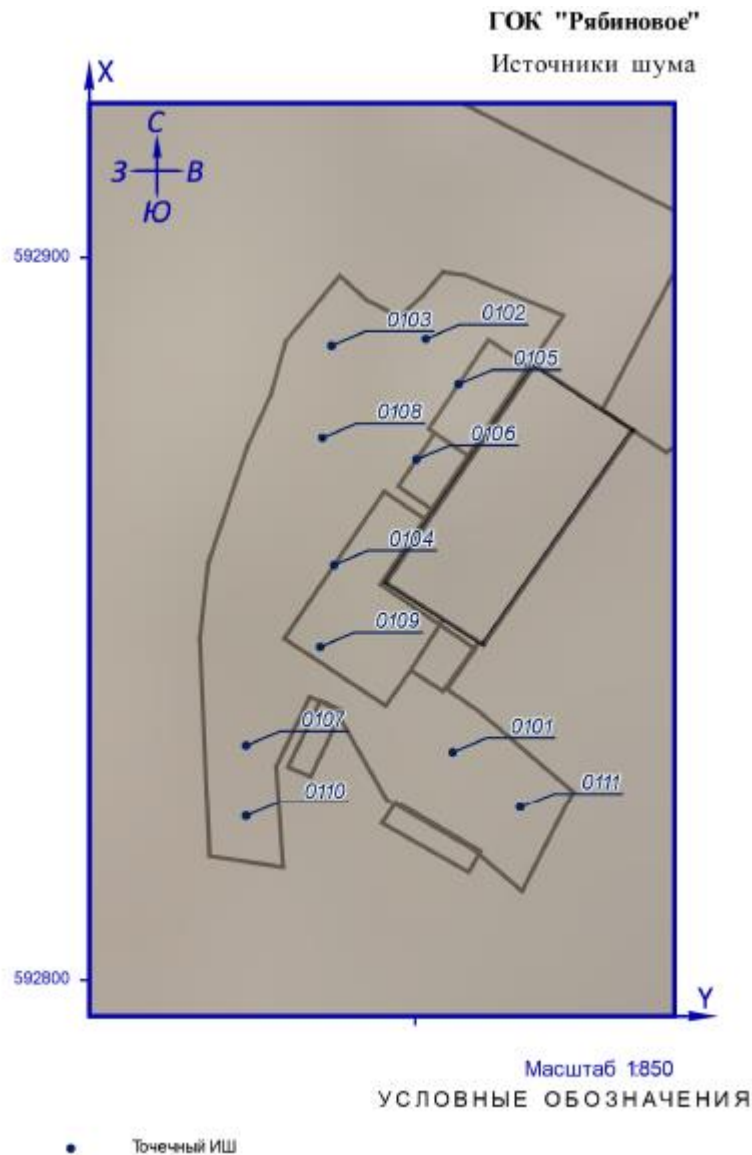 ГОК "Рябиновое"
Источники шума
X
С
З В
Ю
592900
0103
0102
0105
0108
0106
0104
0109
0107
0101
0110
0111
592800
Y
Масштаб 1:850
УСЛОВНЫЕ ОБОЗНАЧЕНИЯ
Точечный ИШ